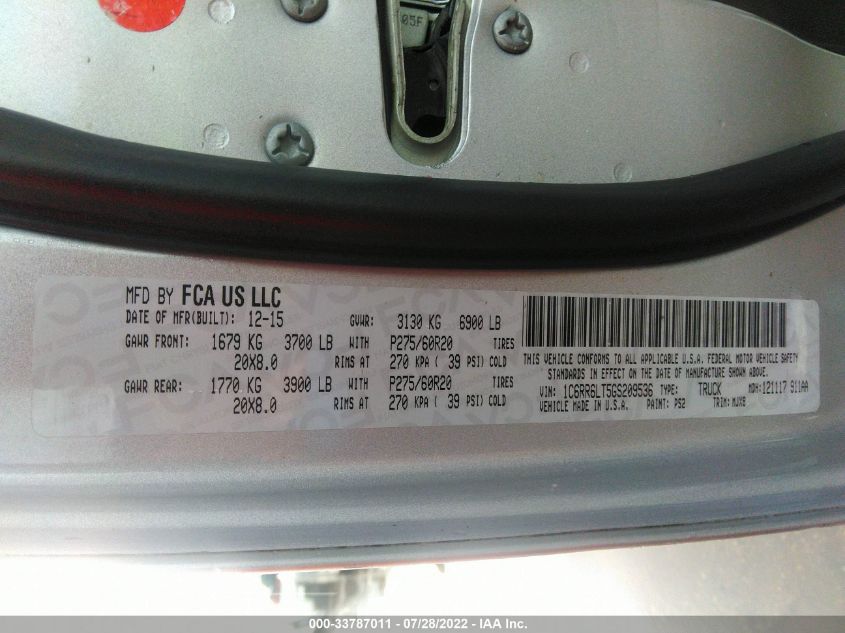 05F
MFD BY FCA US LLC
DATE OF MFR(BUILT): 12-15 GVWR: 3130 KG 6900 LB
GAWR FRONT: 1679 KG 3700 LB WITH P275/60R20 TIRES
20X8.0 RIMS AT 270 KPA ( 39 PSI) COLD
GAWR REAR: 1770 KG 3900 LB WITH P275/60R20 TIRES
20X8.0 RIMS AT 270 KPA ( 39 PSI) COLD
THIS VEHICLE CONFORMS TO ALL APPLICABLE U.S.A. FEDERAL MOTOR VEHICLE SAFETY
STANDARDS IN EFFECT ON THE DATE OF MANUFACTURE SHOWN ABOVE.
VIN: 1C6RR6LT5GS209536 TYPE: TRUCK MDH: 121117 911AA
VEHICLE MADE IN U.S.A. PAINT: PS2 TRIM: MJX8
000-33787011 - 07/28/2022 - IAA Inc.